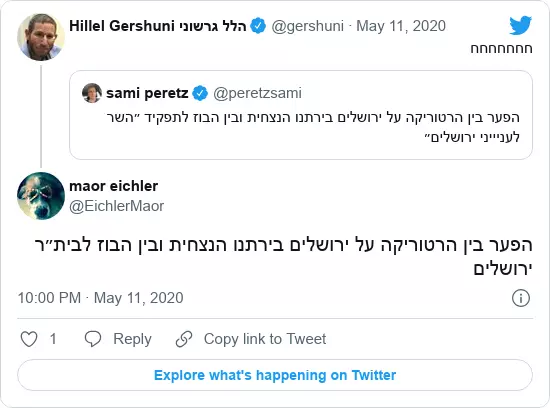 Hillel Gershuni הלל גרשוני @gershuni · May 11, 2020
חחחחחחח
sami peretz @peretzsami
הפער בין הרטוריקה על ירושלים בירתנו הנצחית ובין הבוז לתפקיד ״השר
לענייייני ירושלים״
maor eichler
@EichlerMaor
הפער בין הרטוריקה על ירושלים בירתנו הנצחית ובין הבוז לבית״ר
ירושלים
10:00 PM · May 11, 2020
1 Reply Copy link to Tweet
Explore what's happening on Twitter